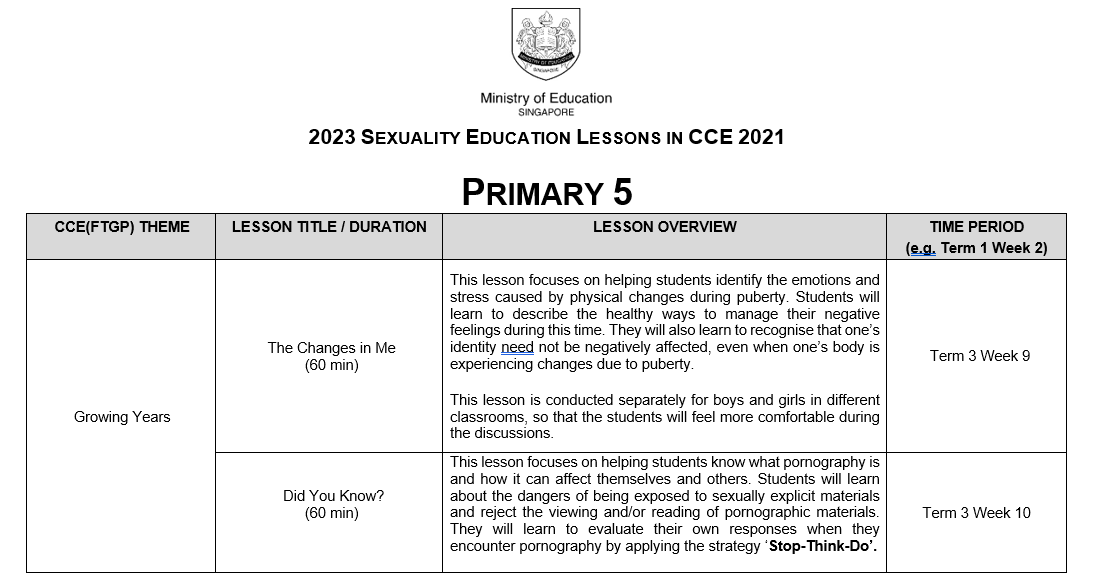 MINISTRY OF EDUCATION
SINGAPORE
Ministry of Education
SINGAPORE
2023 SEXUALITY EDUCATION LESSONS IN CCE 2021
PRIMARY 5
CCE(FTGP) THEME
LESSON TITLE / DURATION
LESSON OVERVIEW
TIME PERIOD
(e.g. Term 1 Week 2)
Growing Years
The Changes in Me
(60 min)
This lesson focuses on helping students identify the emotions and
stress caused by physical changes during puberty. Students will
learn to describe the healthy ways to manage their negative
feelings during this time. They will also learn to recognise that one’s
identity need not be negatively affected, even when one’s body is
experiencing changes due to puberty.
This lesson is conducted separately for boys and girls in different
classrooms, so that the students will feel more comfortable during
the discussions.
Term 3 Week 9
Did You Know?
(60 min)
This lesson focuses on helping students know what pornography is
and how it can affect themselves and others. Students will learn
about the dangers of being exposed to sexually explicit materials
and reject the viewing and/or reading of pornographic materials.
They will learn to evaluate their own responses when they
encounter pornography by applying the strategy ‘Stop-Think-Do’.
Term 3 Week 10